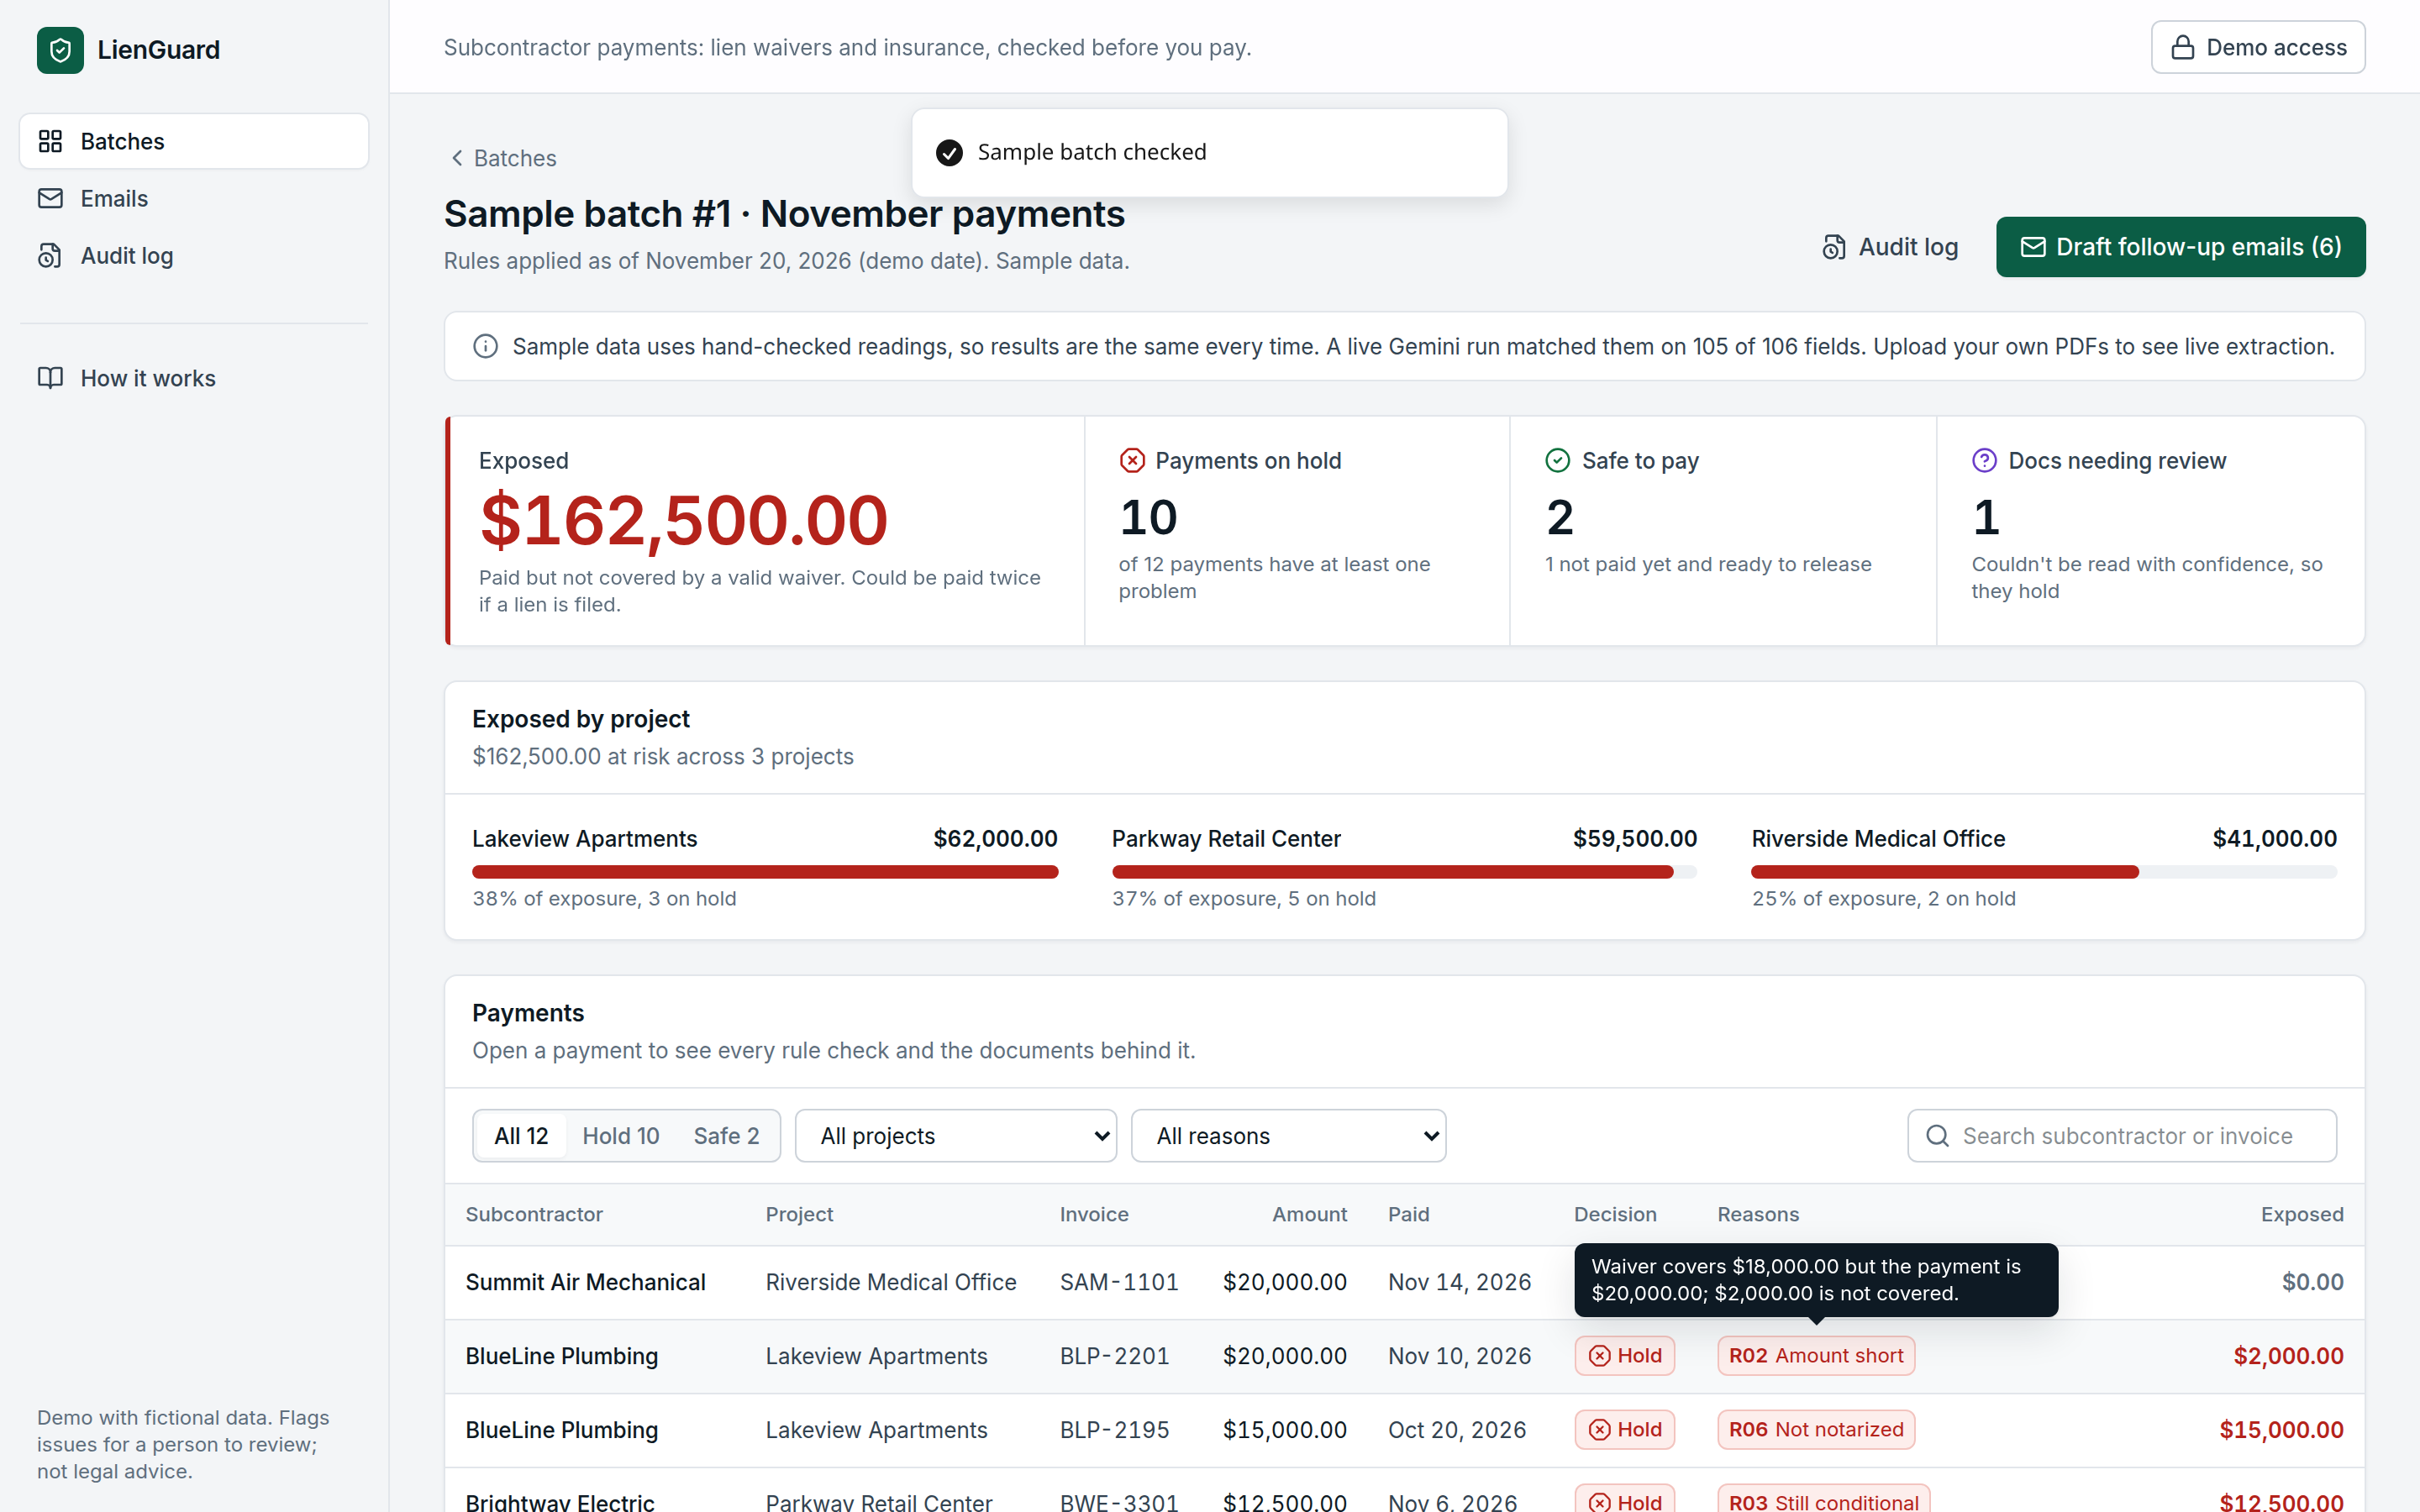 LienGuard
Batches
Emails
Audit log
How it works
Demo with fictional data. Flags
issues for a person to review;
not legal advice.
Subcontractor payments: lien waivers and insurance, checked before you pay.
Demo access
Sample batch checked
Batches
Sample batch #1 · November payments
Rules applied as of November 20, 2026 (demo date). Sample data.
Audit log
Draft follow-up emails (6)
Sample data uses hand-checked readings, so results are the same every time. A live Gemini run matched them on 105 of 106 fields. Upload your own PDFs to see live extraction.
Exposed
$162,500.00
Paid but not covered by a valid waiver. Could be paid twice
if a lien is filed.
Payments on hold
10
of 12 payments have at least one
problem
Safe to pay
2
1 not paid yet and ready to release
Docs needing review
1
Couldn't be read with confidence, so
they hold
Exposed by project
$162,500.00 at risk across 3 projects
Lakeview Apartments $62,000.00
38% of exposure, 3 on hold
Parkway Retail Center $59,500.00
37% of exposure, 5 on hold
Riverside Medical Office $41,000.00
25% of exposure, 2 on hold
Payments
Open a payment to see every rule check and the documents behind it.
All 12 Hold 10 Safe 2 All projects All reasons Search subcontractor or invoice
Subcontractor Project Invoice Amount Paid Decision Reasons Exposed
Summit Air Mechanical Riverside Medical Office SAM-1101 $20,000.00 Nov 14, 2026 $0.00
Waiver covers $18,000.00 but the payment is
$20,000.00; $2,000.00 is not covered.
BlueLine Plumbing Lakeview Apartments BLP-2201 $20,000.00 Nov 10, 2026 Hold R02 Amount short $2,000.00
BlueLine Plumbing Lakeview Apartments BLP-2195 $15,000.00 Oct 20, 2026 Hold R06 Not notarized $15,000.00
Brightway Electric Parkway Retail Center BWE-3301 $12,500.00 Nov 6, 2026 Hold R03 Still conditional $12,500.00